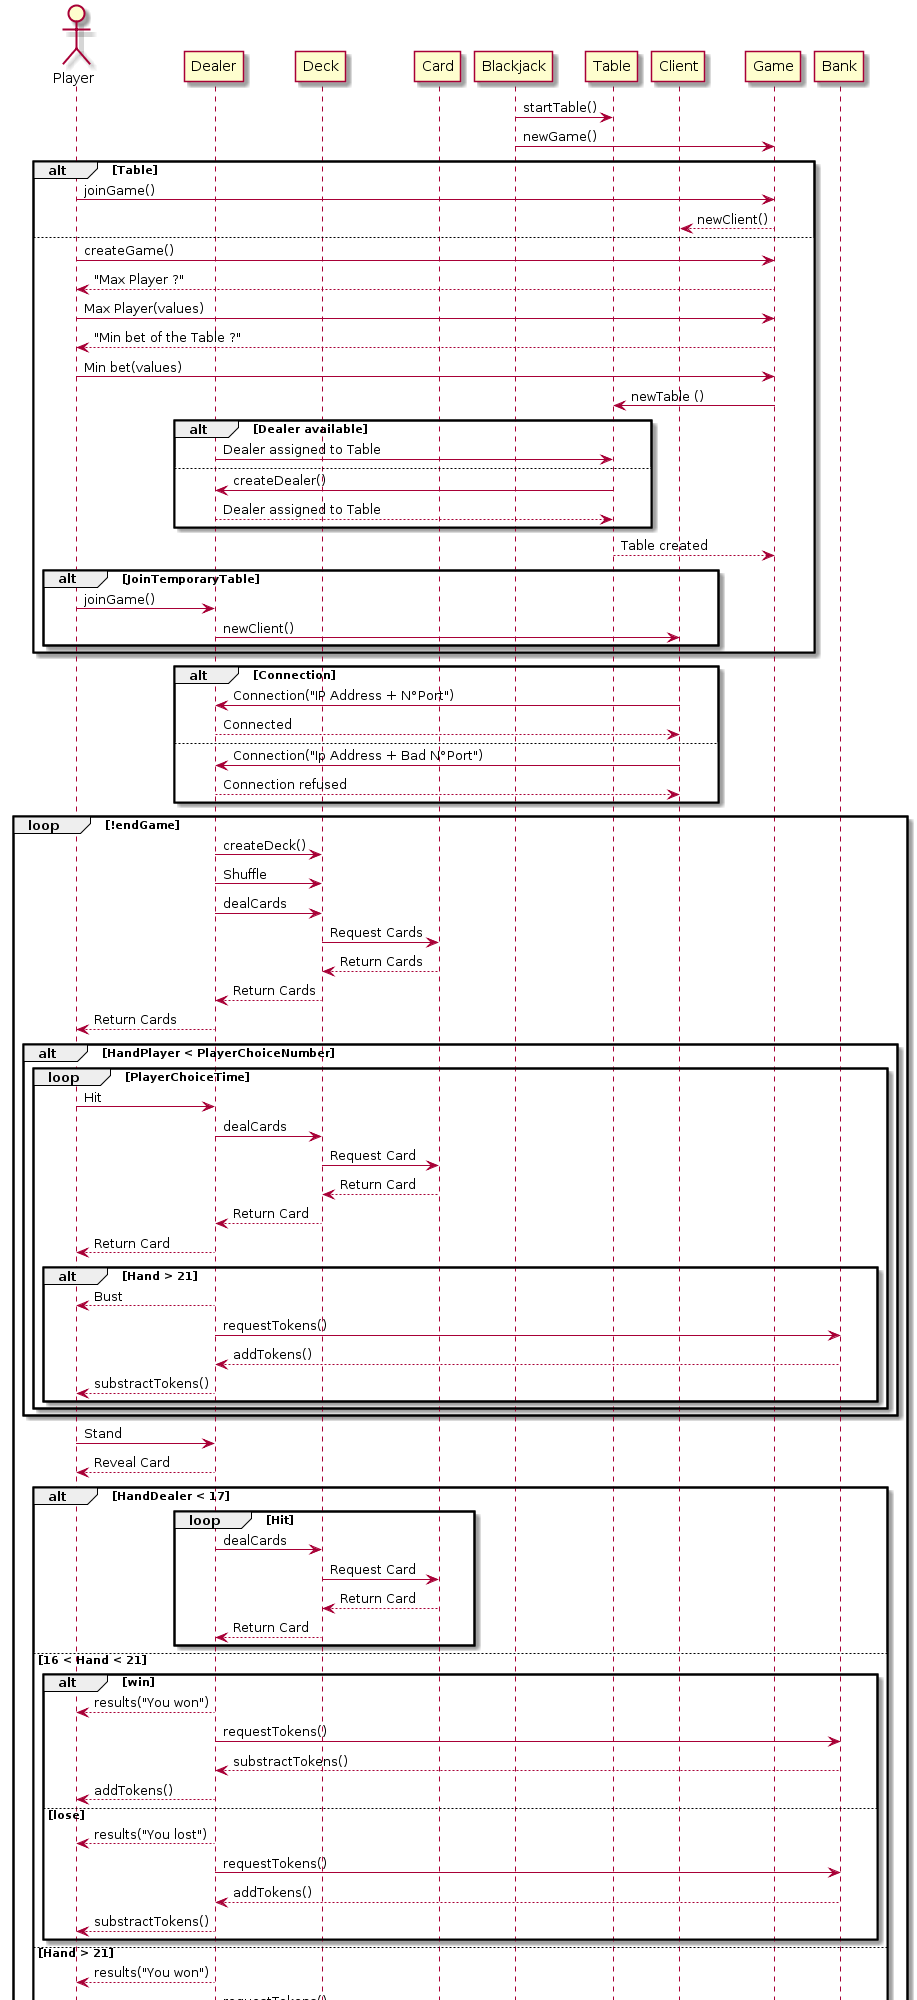 Player
Dealer
Deck
Card
Blackjack
Table
Client
Game
Bank
startTable()
newGame()
alt [Table]
joinGame()
newClient()
createGame()
"Max Player ?"
Max Player(values)
"Min bet of the Table ?"
Min bet(values)
newTable ()
alt [Dealer available]
Dealer assigned to Table
createDealer()
Dealer assigned to Table
Table created
alt [JoinTemporaryTable]
joinGame()
newClient()
alt [Connection]
Connection("IP Address + N°Port")
Connected
Connection("Ip Address + Bad N°Port")
Connection refused
loop [!endGame]
createDeck()
Shuffle
dealCards
Request Cards
Return Cards
Return Cards
Return Cards
alt [HandPlayer < PlayerChoiceNumber]
loop [PlayerChoiceTime]
Hit
dealCards
Request Card
Return Card
Return Card
Return Card
alt [Hand > 21]
Bust
requestTokens()
addTokens()
substractTokens()
Stand
Reveal Card
alt [HandDealer < 17]
loop [Hit]
dealCards
Request Card
Return Card
Return Card
[16 < Hand < 21]
alt [win]
results("You won")
requestTokens()
substractTokens()
addTokens()
[lose]
results("You lost")
requestTokens()
addTokens()
substractTokens()
[Hand > 21]
results("You won")
requestTokens()